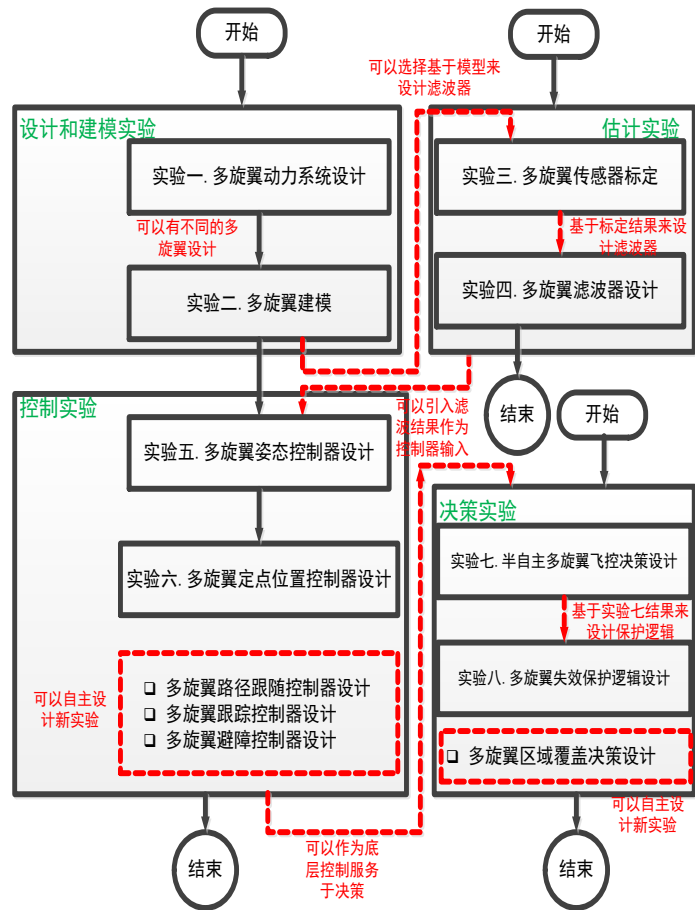 开始
设计和建模实验
实验一. 多旋翼动力系统设计
可以有不同的多
旋翼设计
实验二. 多旋翼建模
可以选择基于模型来
设计滤波器
开始
估计实验
实验三. 多旋翼传感器标定
基于标定结果来设
计滤波器
实验四. 多旋翼滤波器设计
结束
控制实验
可以引入滤
波结果作为
控制器输入
实验五. 多旋翼姿态控制器设计
实验六. 多旋翼定点位置控制器设计
可以自主设
计新实验
❑ 多旋翼路径跟随控制器设计
❑ 多旋翼跟踪控制器设计
❑ 多旋翼避障控制器设计
结束
可以作为底
层控制服务
于决策
开始
决策实验
实验七. 半自主多旋翼飞控决策设计
基于实验七结果来
设计保护逻辑
实验八. 多旋翼失效保护逻辑设计
❑ 多旋翼区域覆盖决策设计
可以自主设
计新实验
结束